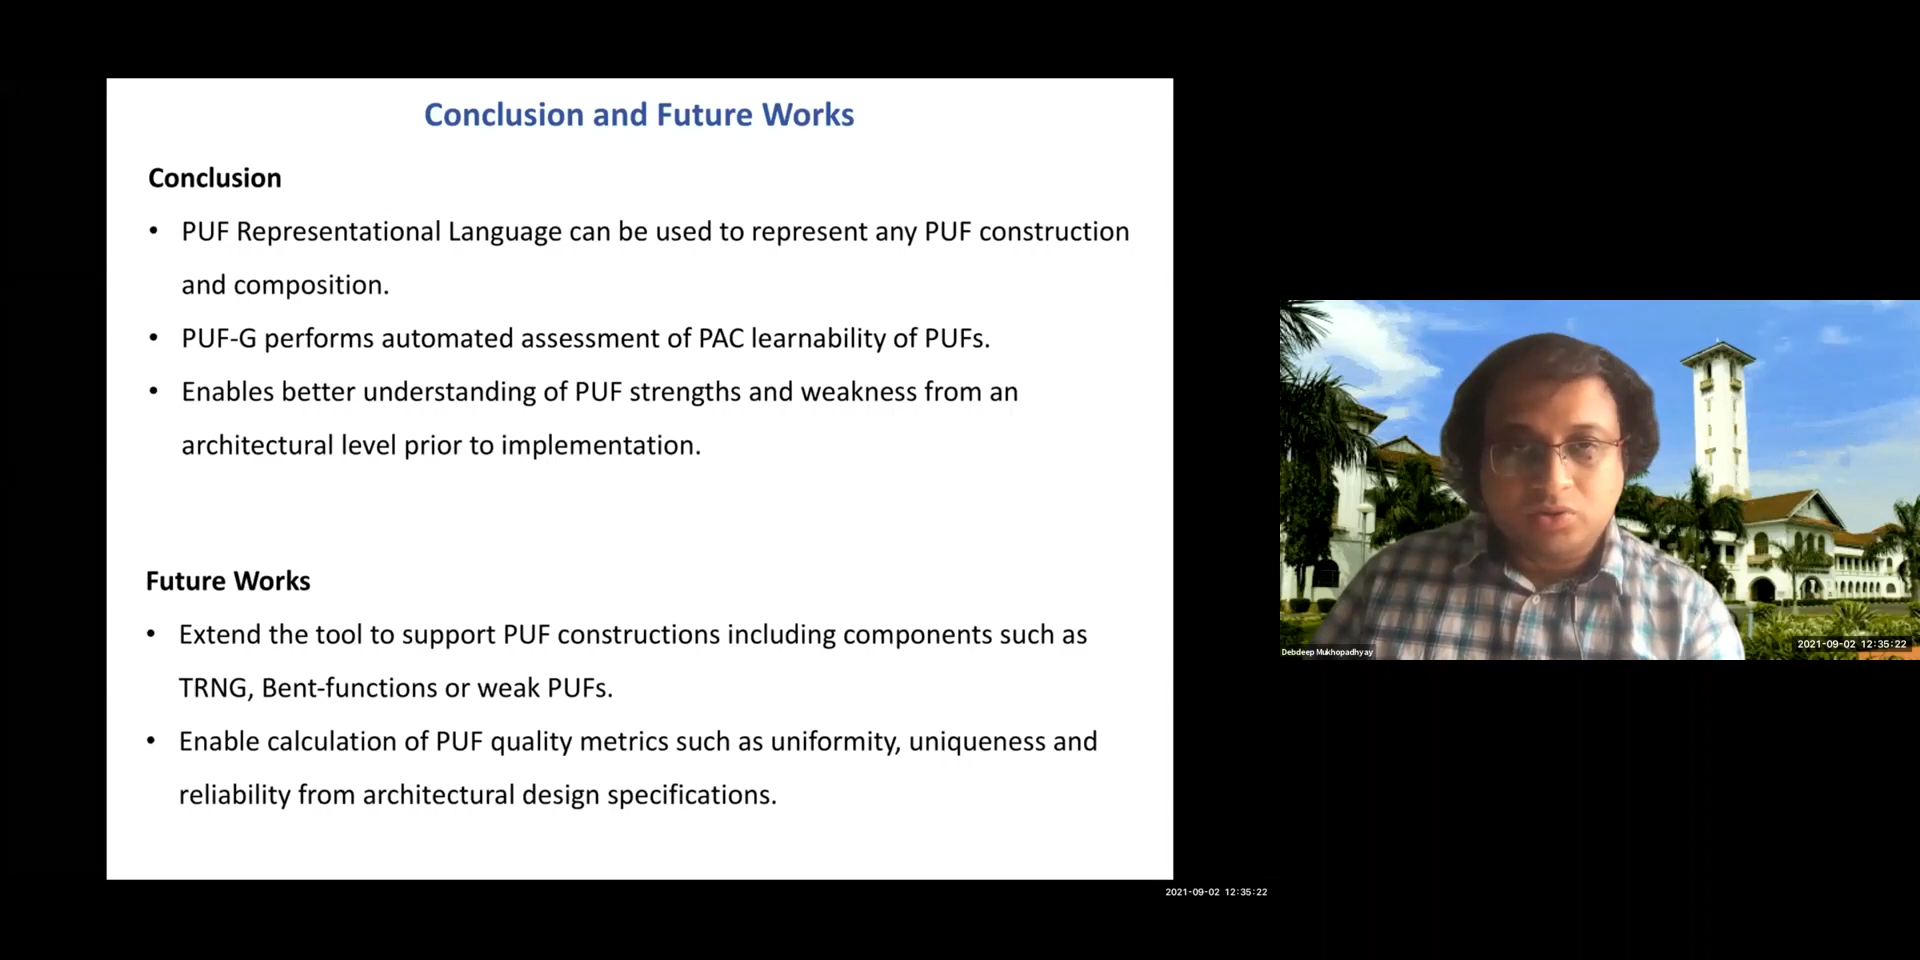 Conclusion and Future Works
Conclusion
• PUF Representational Language can be used to represent any PUF construction
and composition.
• PUF-G performs automated assessment of PAC learnability of PUFs.
• Enables better understanding of PUF strengths and weakness from an
architectural level prior to implementation.
Future Works
• Extend the tool to support PUF constructions including components such as
TRNG, Bent-functions or weak PUFs.
• Enable calculation of PUF quality metrics such as uniformity, uniqueness and
reliability from architectural design specifications.
2021-09-02 12:35:22
Debdeep Mukhopadhyay
2021-09-02 12:35:22